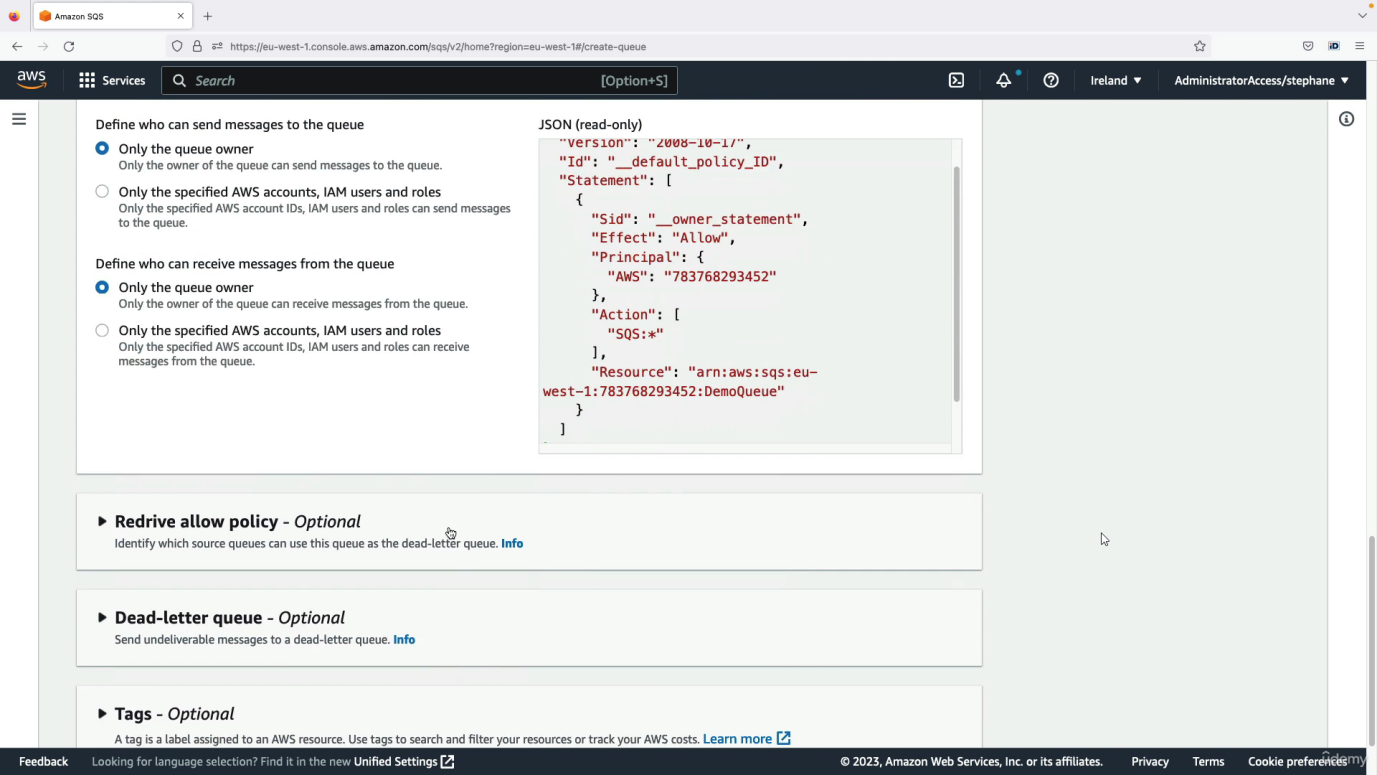 Amazon SQS
https://eu-west-1.console.aws.amazon.com/sqs/v2/home?region=eu-west-1#/create-queue
aws
Services
Search
[Option+S]
Ireland
AdministratorAccess/stephane
Define who can send messages to the queue
Only the queue owner
Only the owner of the queue can send messages to the queue.
Only the specified AWS accounts, IAM users and roles
Only the specified AWS account IDs, IAM users and roles can send messages
to the queue.
Define who can receive messages from the queue
Only the queue owner
Only the owner of the queue can receive messages from the queue.
Only the specified AWS accounts, IAM users and roles
Only the specified AWS account IDs, IAM users and roles can receive
messages from the queue.
JSON (read-only)
"Version": "2008-10-17",
"Id": "__default_policy_ID",
"Statement": [
{
"Sid": "__owner_statement",
"Effect": "Allow",
"Principal": {
"AWS": "783768293452"
},
"Action": [
"SQS:*"
],
"Resource": "arn:aws:sqs:eu-
west-1:783768293452:DemoQueue"
}
]
Redrive allow policy - Optional
Identify which source queues can use this queue as the dead-letter queue. Info
Dead-letter queue - Optional
Send undeliverable messages to a dead-letter queue. Info
Tags - Optional
A tag is a label assigned to an AWS resource. Use tags to search and filter your resources or track your AWS costs. Learn more
Feedback
Looking for language selection? Find it in the new Unified Settings
© 2023, Amazon Web Services, Inc. or its affiliates.
Privacy
Terms
Cookie preferences
Udemy